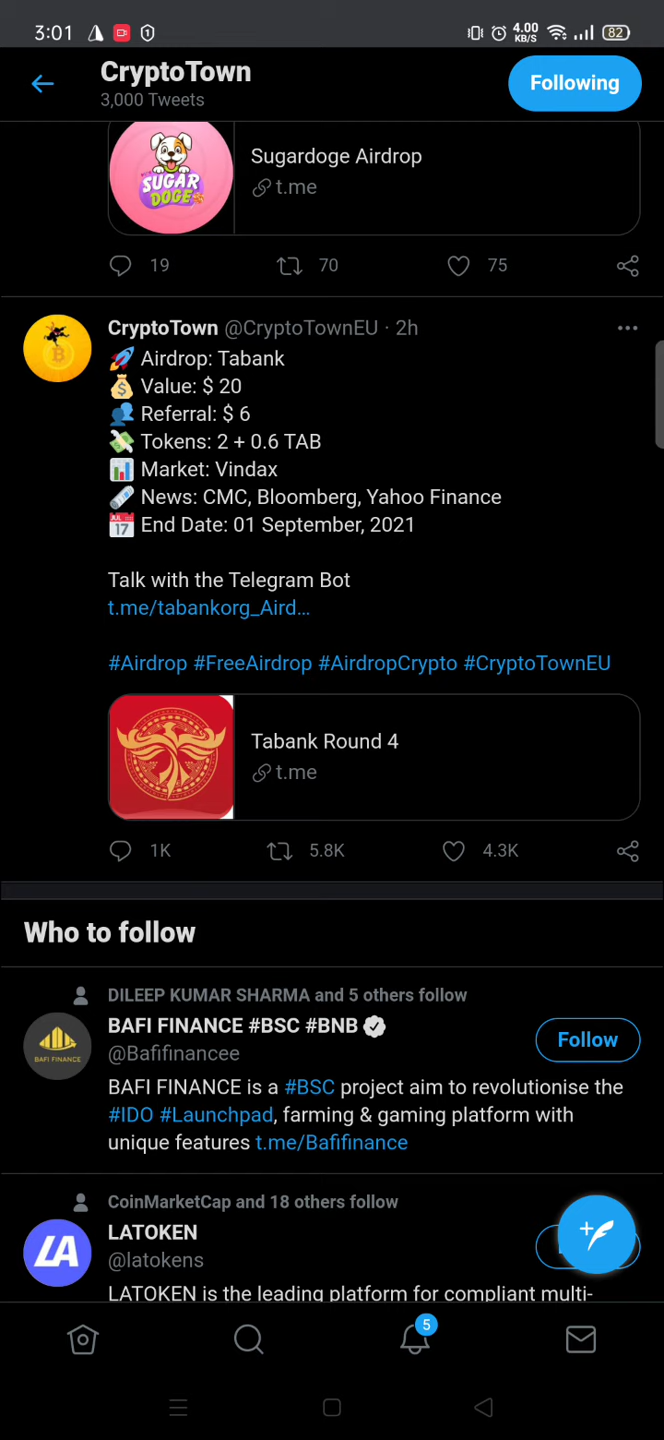 3:01
4.00
KB/S
82
CryptoTown
3,000 Tweets
Following
SUGAR
DOGE
Sugardoge Airdrop
t.me
19
70
75
CryptoTown @CryptoTownEU · 2h
🚀 Airdrop: Tabank
💰 Value: $ 20
👥 Referral: $ 6
💸 Tokens: 2 + 0.6 TAB
📊 Market: Vindax
🗞 News: CMC, Bloomberg, Yahoo Finance
📅 End Date: 01 September, 2021
Talk with the Telegram Bot
t.me/tabankorg_Aird…
#Airdrop #FreeAirdrop #AirdropCrypto #CryptoTownEU
Tabank Round 4
t.me
1K
5.8K
4.3K
Who to follow
DILEEP KUMAR SHARMA and 5 others follow
BAFI FINANCE #BSC #BNB
@Bafifinancee
BAFI FINANCE
Follow
BAFI FINANCE is a #BSC project aim to revolutionise the
#IDO #Launchpad, farming & gaming platform with
unique features t.me/Bafifinance
CoinMarketCap and 18 others follow
LATOKEN
@latokens
LA
LATOKEN is the leading platform for compliant multi-
5